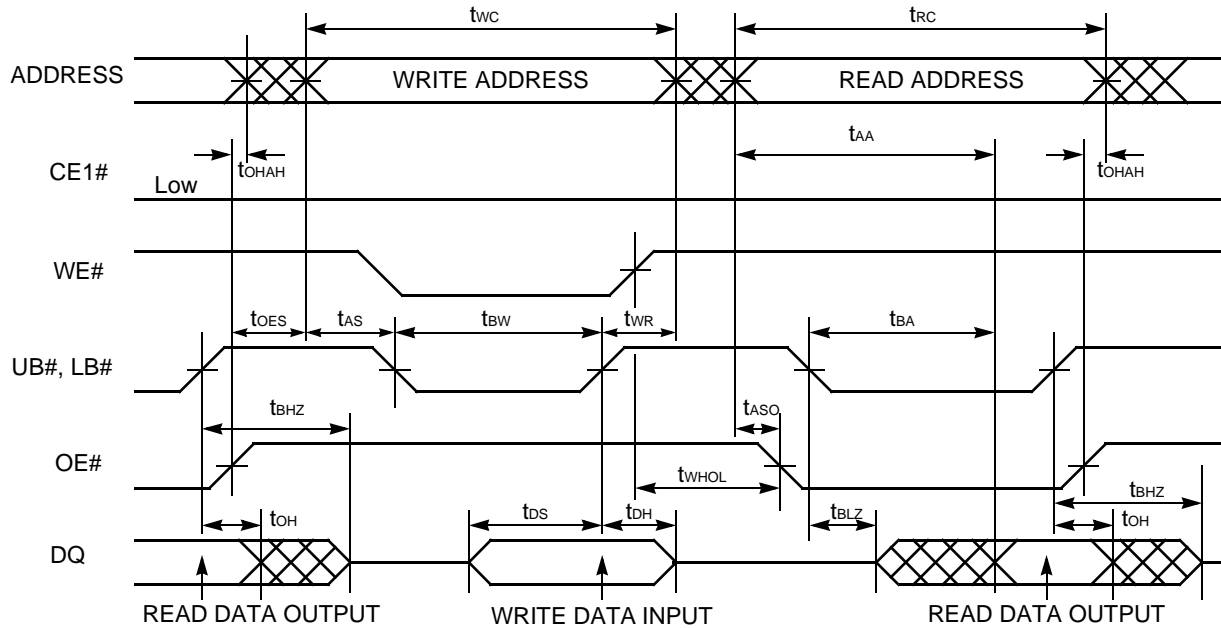 tWC
tRC
ADDRESS
WRITE ADDRESS
READ ADDRESS
tAA
tOHAH
tOHAH
CE1#
Low
WE#
tOES
tAS
tBW
tWR
tBA
UB#, LB#
tBHZ
tASO
OE#
tWHOL
tBHZ
tOH
tDS
tDH
tBLZ
tOH
DQ
READ DATA OUTPUT
WRITE DATA INPUT
READ DATA OUTPUT